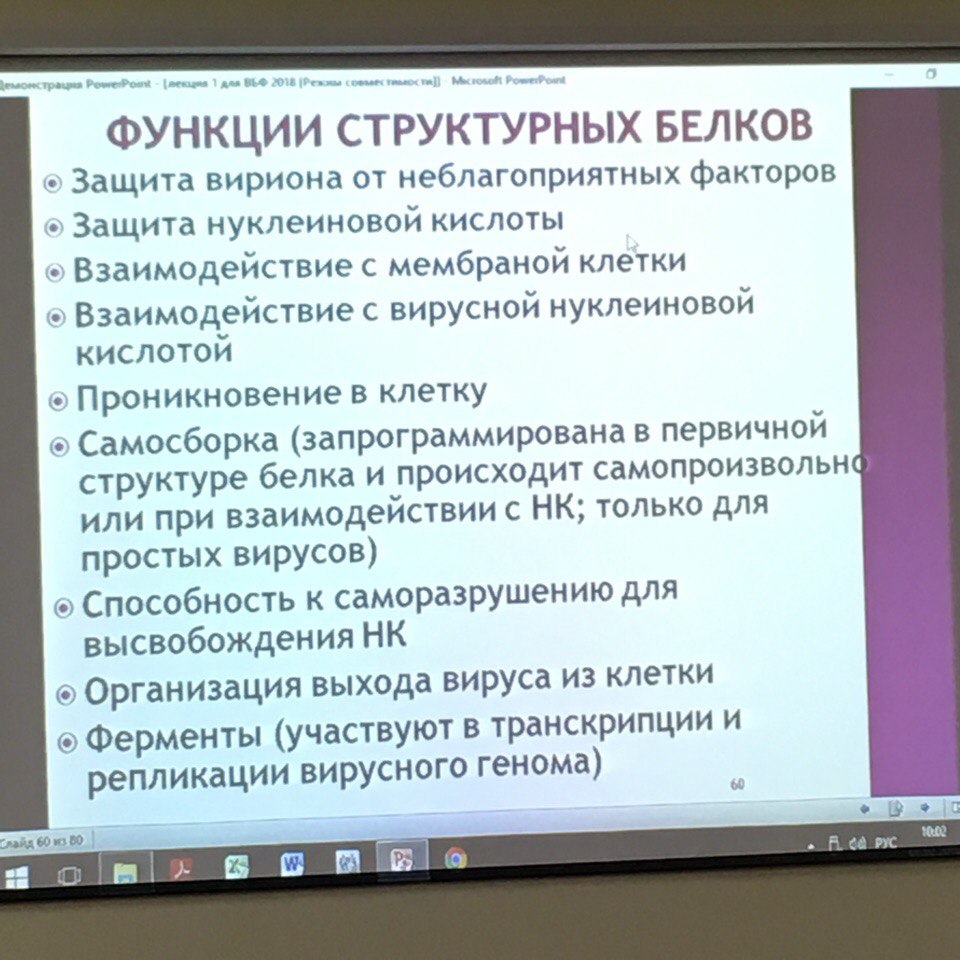 Демонстрация PowerPoint - [лекция 1 для ВБФ 2018 [Режим совместимости]] - Microsoft PowerPoint
ФУНКЦИИ СТРУКТУРНЫХ БЕЛКОВ
Защита вириона от неблагоприятных факторов
Защита нуклеиновой кислоты
Взаимодействие с мембраной клетки
Взаимодействие с вирусной нуклеиновой
кислотой
Проникновение в клетку
Самосборка (запрограммирована в первичной
структуре белка и происходит самопроизвольно
или при взаимодействии с НК; только для
простых вирусов)
Способность к саморазрушению для
высвобождения НК
Организация выхода вируса из клетки
Ферменты (участвуют в транскрипции и
репликации вирусного генома)
60
Слайд 60 из 80
РУС
10:02